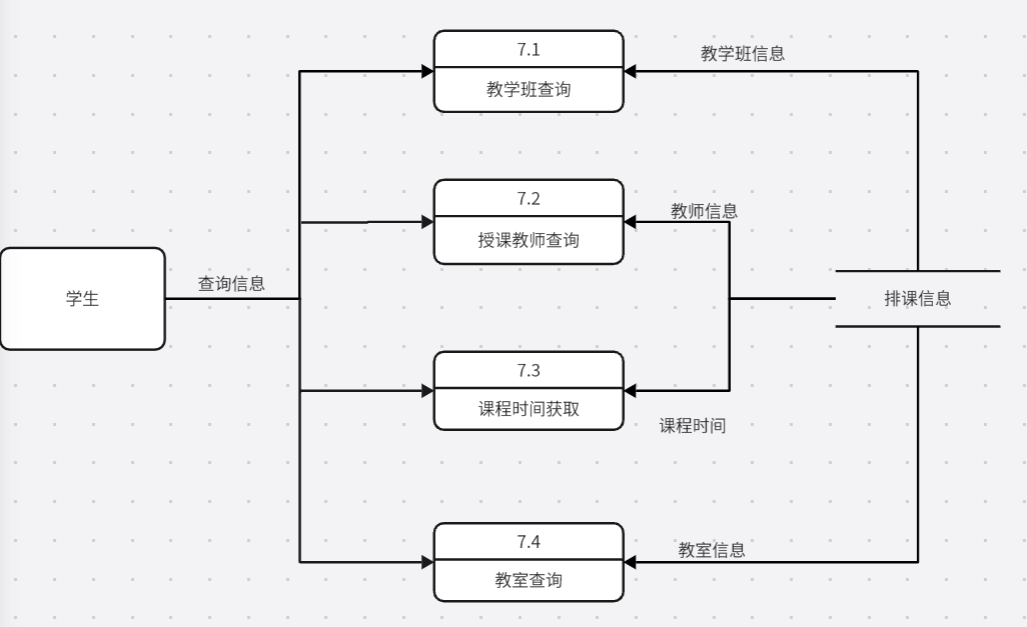 7.1
教学班信息
教学班查询
7.2
教师信息
授课教师查询
查询信息
学生
排课信息
7.3
课程时间获取
课程时间
7.4
教室信息
教室查询